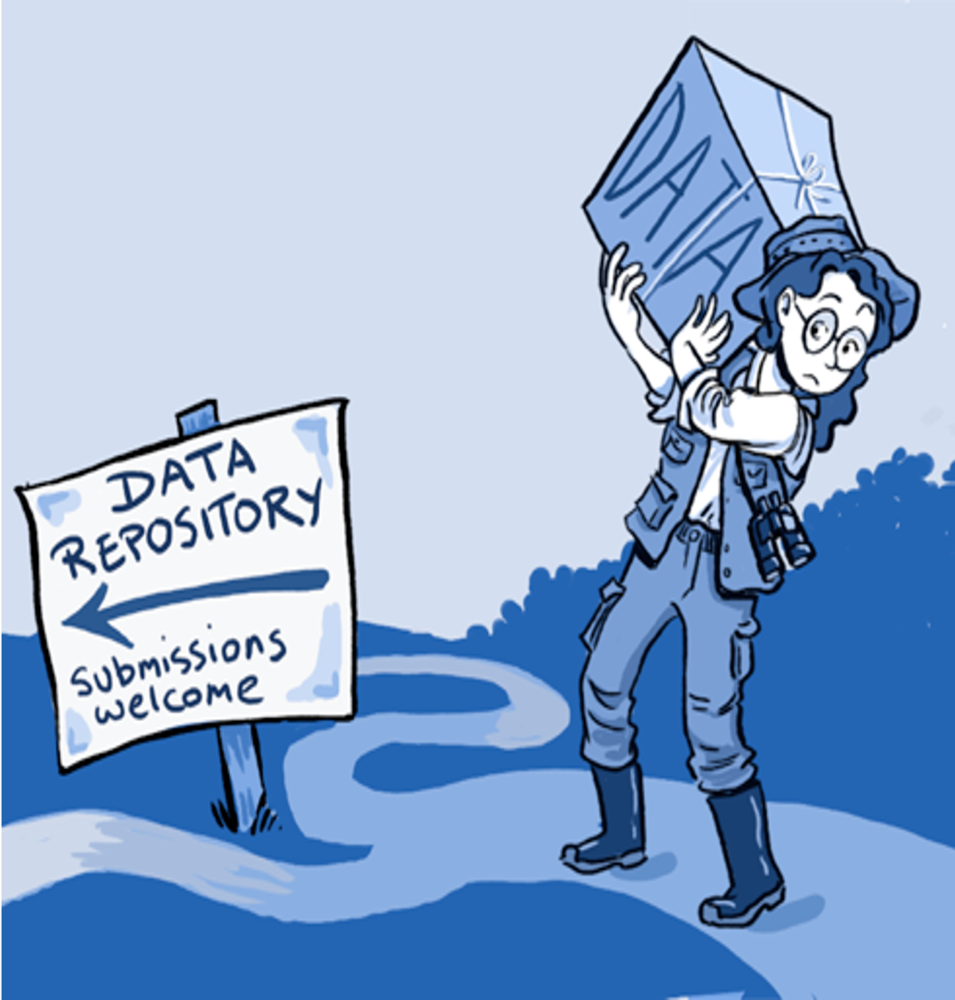 DATA
DATA
REPOSITORY
submissions
welcome